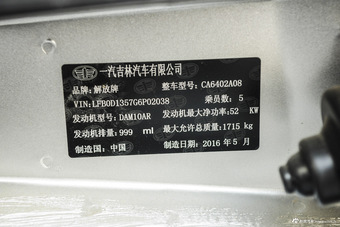 一汽吉林汽车有限公司
品牌：解放牌 整车型号：CA6402A08
VIN：LFB0D1357G6P02038 乘员数：5
发动机型号：DAM10AR 发动机最大净功率：52 KW
发动机排量：999 ml 最大允许总质量：1715 kg
制造国：中国 制造日期：2016 年 5 月